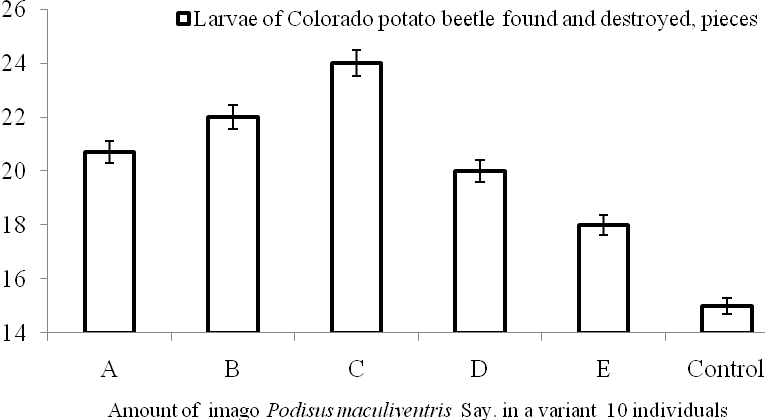 26
Larvae of Colorado potato beetle found and destroyed, pieces
24
22
20
18
16
14
A B C D E Control
Amount of imago Podisus maculiventris Say. in a variant 10 individuals